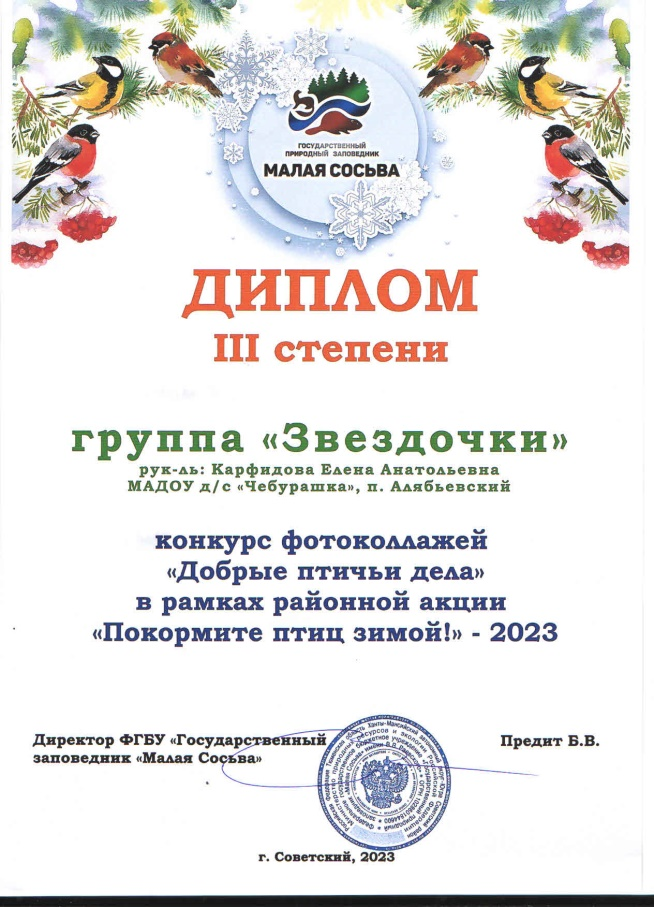 ГОСУДАРСТВЕННЫЙ
ПРИРОДНЫЙ ЗАПОВЕДНИК
МАЛАЯ СОСЬВА
ДИПЛОМ
III степени
группа «Звездочки»
рук-ль: Карфидова Елена Анатольевна
МАДОУ д/с «Чебурашка», п. Алябьевский
конкурс фотоколлажей
«Добрые птичьи дела»
в рамках районной акции
«Покормите птиц зимой!» - 2023
Директор ФГБУ «Государственный
заповедник «Малая Сосьва»
Предит Б.В.
г. Советский, 2023